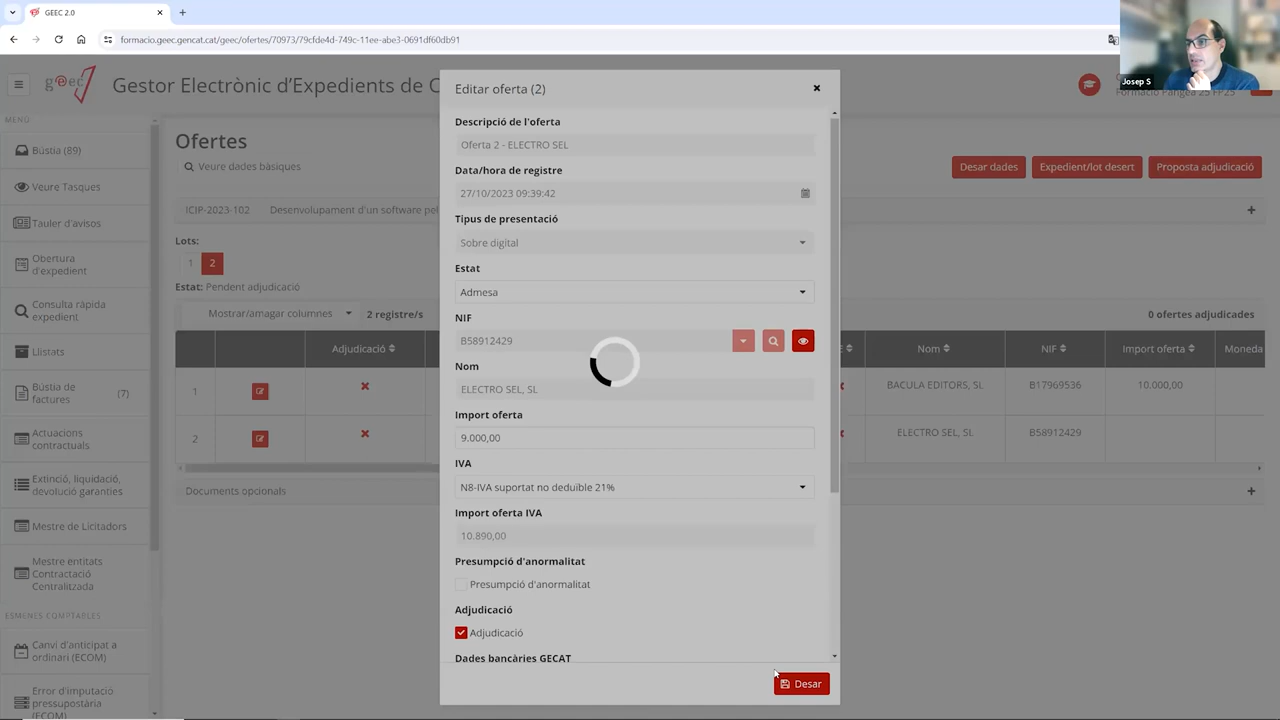 GEEC 2.0
formacio.geec.gencat.cat/geec/ofertes/70973/79cfde4d-749c-11ee-abe3-0691df60db91
Josep S
geec
Gestor Electrònic d'Expedients de C
MENÚ
Bústia (89)
Veure Tasques
Tauler d'avisos
Obertura
d'expedient
Consulta ràpida
expedient
Llistats
Bústia de
factures
(7)
Actuacions
contractuals
Extinció, liquidació,
devolució garanties
Mestre de Licitadors
Mestre entitats
Contractació
Centralitzada
ESMENES COMPTABLES
Canvi d'anticipat a
ordinari (ECOM)
Error d'imputació
pressupostària
(ECOM)
Ofertes
Veure dades bàsiques
Desar dades
Expedient/lot desert
Proposta adjudicació
ICIP-2023-102
Desenvolupament d'un software pel
Lots:
1 2
Estat: Pendent adjudicació
Mostrar/amagar columnes
2 registre/s
0 ofertes adjudicades
Adjudicació
E
Nom
NIF
Import oferta
Moneda
1
BACULA EDITORS, SL
B17969536
10.000,00
2
ELECTRO SEL, SL
B58912429
Documents opcionals
Editar oferta (2)
Descripció de l'oferta
Oferta 2 - ELECTRO SEL
Data/hora de registre
27/10/2023 09:39:42
Tipus de presentació
Sobre digital
Estat
Admesa
NIF
B58912429
Nom
ELECTRO SEL, SL
Import oferta
9.000,00
IVA
N8-IVA suportat no deduïble 21%
Import oferta IVA
10.890,00
Presumpció d'anormalitat
Presumpció d'anormalitat
Adjudicació
Adjudicació
Dades bancàries GECAT
Desar